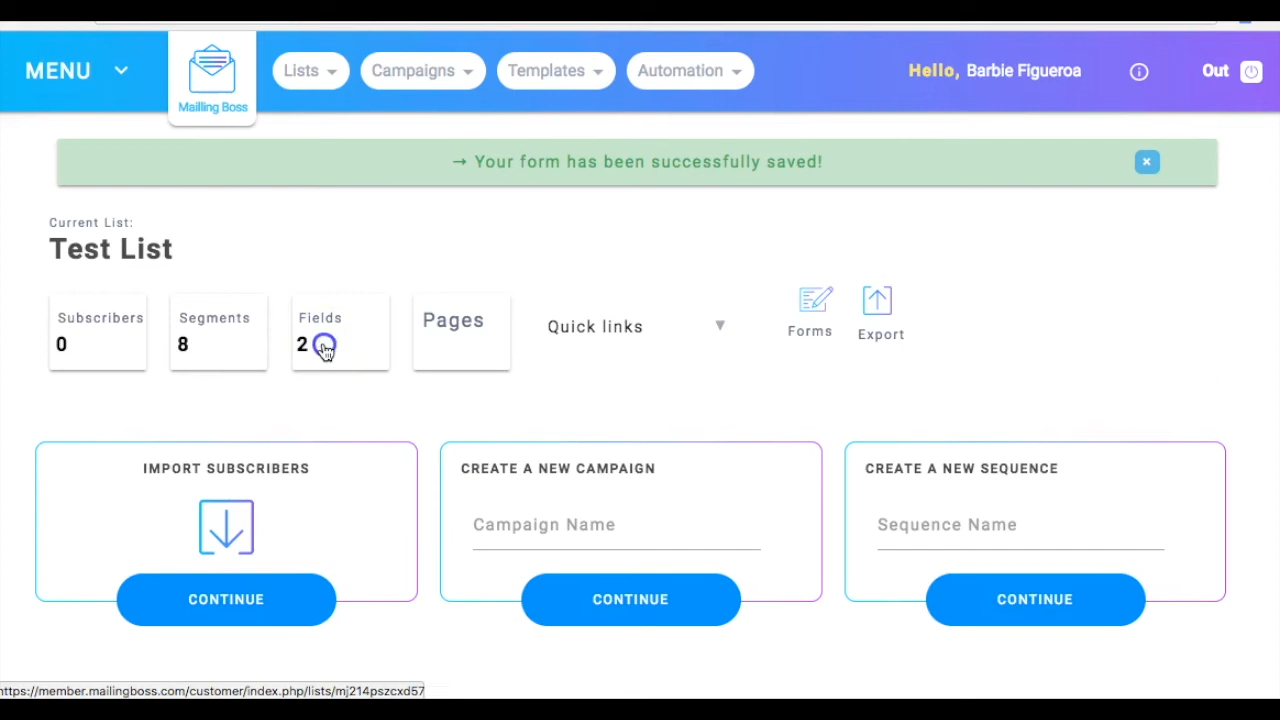 MENU
Mailling Boss
Lists
Campaigns
Templates
Automation
Hello, Barbie Figueroa
Out
→ Your form has been successfully saved!
Current List:
Test List
Subscribers
0
Segments
8
Fields
2
Pages
Quick links
Forms
Export
IMPORT SUBSCRIBERS
CONTINUE
CREATE A NEW CAMPAIGN
Campaign Name
CONTINUE
CREATE A NEW SEQUENCE
Sequence Name
CONTINUE
https://member.mailingboss.com/customer/index.php/lists/mj214pszcxd57